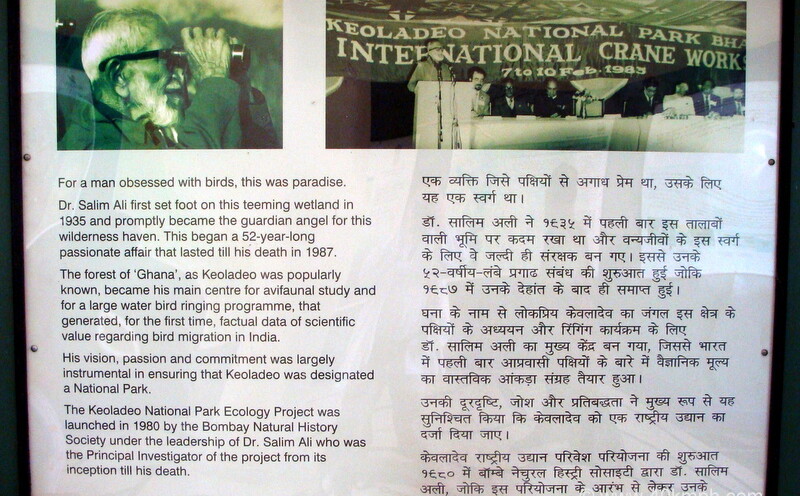 KEOLADEO NATIONAL PARK BHA
INTERNATIONAL CRANE WORKS
7 to 10 Feb. 1983
For a man obsessed with birds, this was paradise.
Dr. Salim Ali first set foot on this teeming wetland in
1935 and promptly became the guardian angel for this
wilderness haven. This began a 52-year-long
passionate affair that lasted till his death in 1987.
The forest of ‘Ghana’, as Keoladeo was popularly
known, became his main centre for avifaunal study and
for a large water bird ringing programme, that
generated, for the first time, factual data of scientific
value regarding bird migration in India.
His vision, passion and commitment was largely
instrumental in ensuring that Keoladeo was designated
a National Park.
The Keoladeo National Park Ecology Project was
launched in 1980 by the Bombay Natural History
Society under the leadership of Dr. Salim Ali who was
the Principal Investigator of the project from its
inception till his death.
एक व्यक्ति जिसे पक्षियों से अगाध प्रेम था, उसके लिए
यह एक स्वर्ग था।
डॉ. सालिम अली ने १९३५ में पहली बार इस तालाबों
वाली भूमि पर कदम रखा था और वन्यजीवों के इस स्वर्ग
के लिए वे जल्दी ही संरक्षक बन गए। इससे उनके
५२-वर्षीय-लंबे प्रगाढ संबंध की शुरुआत हुई जोकि
१९८७ में उनके देहांत के बाद ही समाप्त हुई।
घना के नाम से लोकप्रिय केवलादेव का जंगल इस क्षेत्र के
पक्षियों के अध्ययन और रिंगिंग कार्यक्रम के लिए
डॉ. सालिम अली का मुख्य केंद्र बन गया, जिससे भारत
में पहली बार आप्रवासी पक्षियों के बारे में वैज्ञानिक मूल्य
का वास्तविक आंकड़ा संग्रह तैयार हुआ।
उनकी दूरदृष्टि, जोश और प्रतिबद्धता ने मुख्य रूप से यह
सुनिश्चित किया कि केवलादेव को एक राष्ट्रीय उद्यान का
दर्जा दिया जाए।
केवलादेव राष्ट्रीय उद्यान परिवेश परियोजना की शुरुआत
१९८० में बॉम्बे नेचुरल हिस्ट्री सोसाइटी द्वारा डॉ. सालिम
अली, जोकि इस परियोजना के आरंभ से लेकर उनके